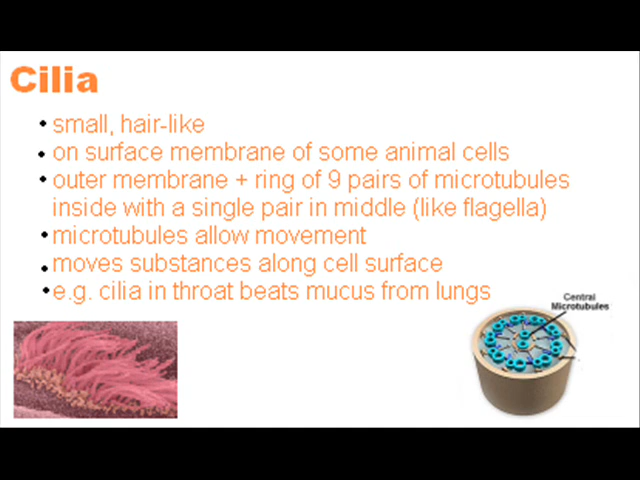 Cilia
• small, hair-like
• on surface membrane of some animal cells
• outer membrane + ring of 9 pairs of microtubules
inside with a single pair in middle (like flagella)
• microtubules allow movement
• moves substances along cell surface
• e.g. cilia in throat beats mucus from lungs
Central
Microtubules